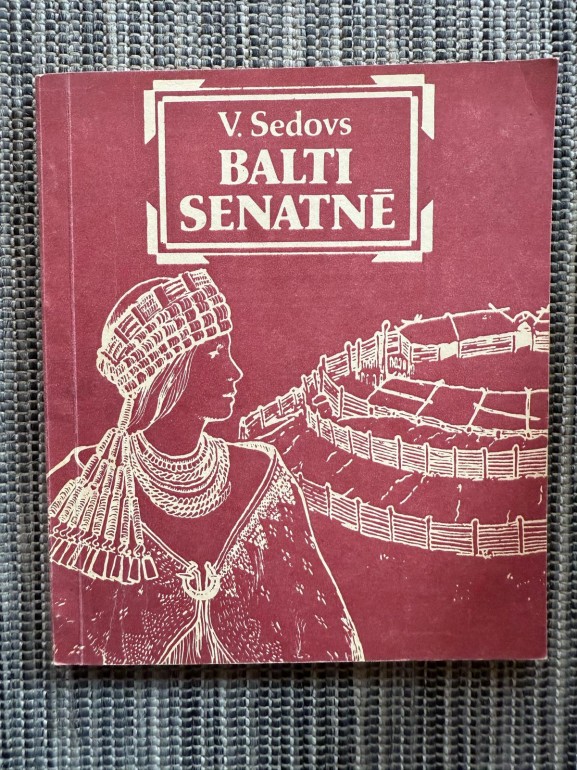 V. Sedovs
BALTI
SENATNĒ